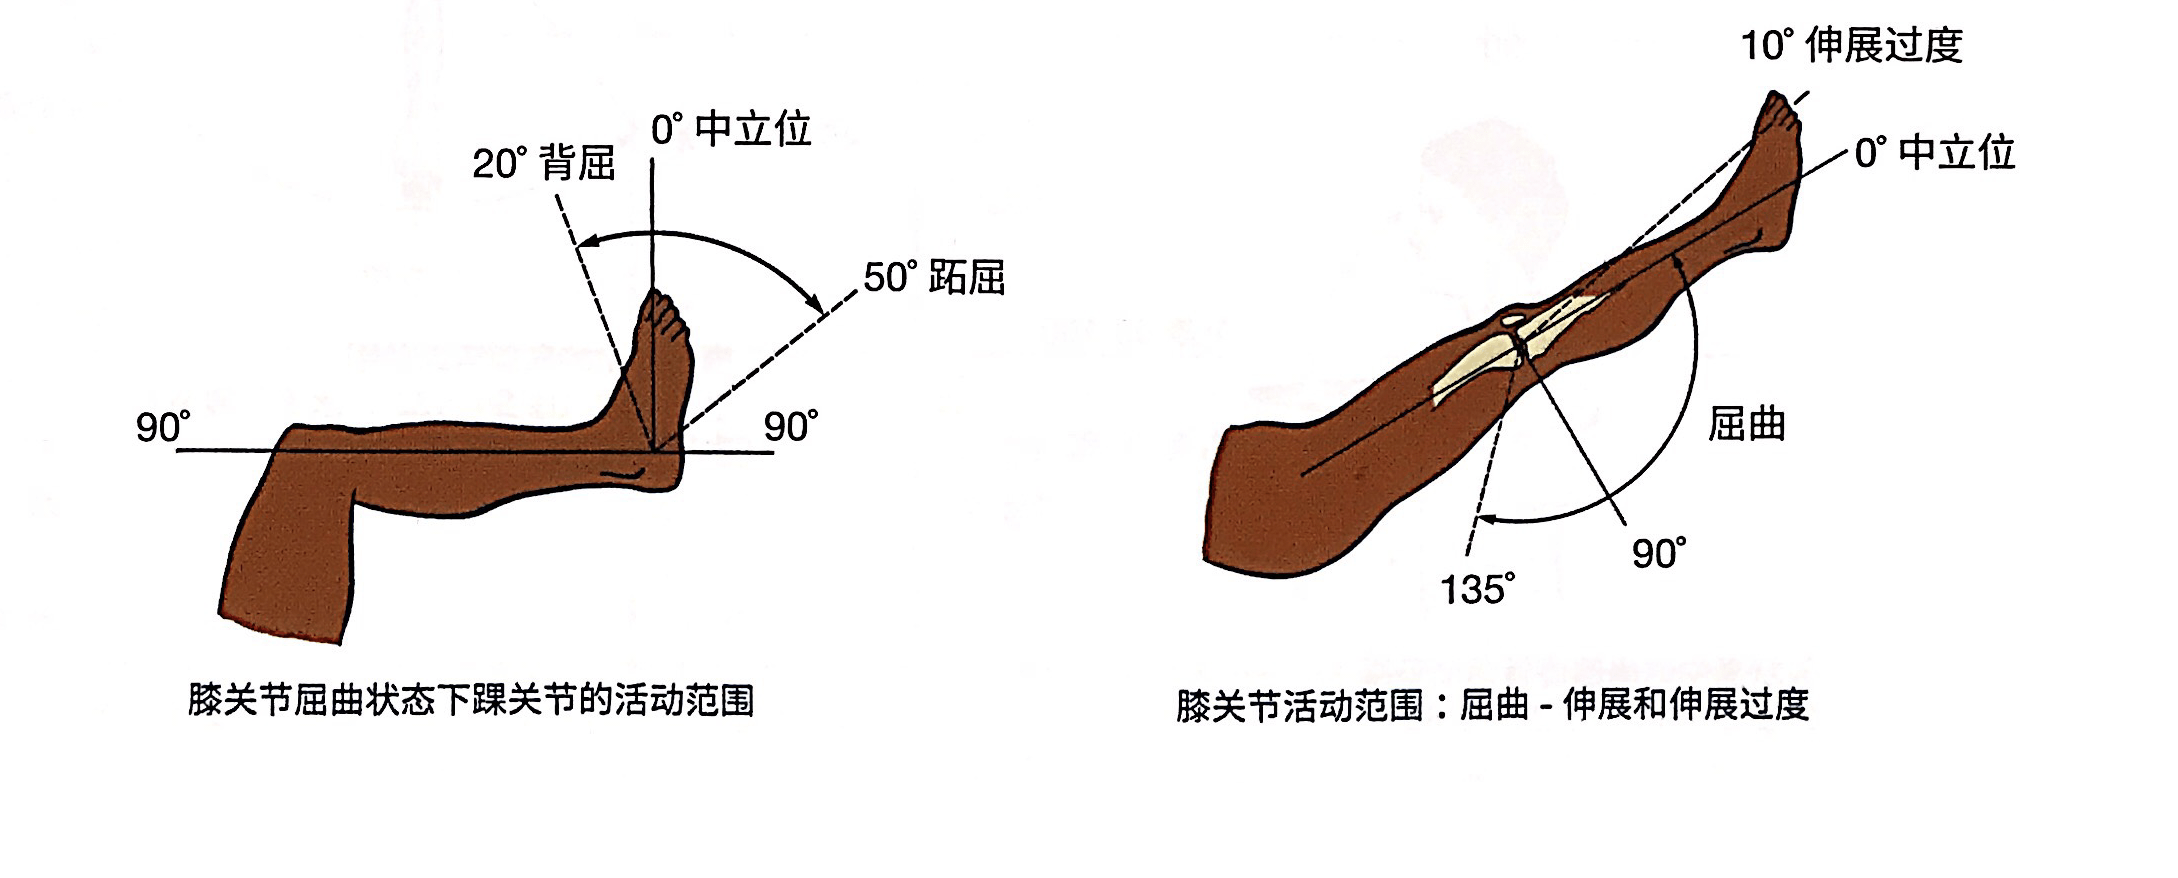 20° 背屈
0° 中立位
50° 跖屈
90°
90°
膝关节屈曲状态下踝关节的活动范围
10° 伸展过度
0° 中立位
屈曲
90°
135°
膝关节活动范围：屈曲 - 伸展和伸展过度